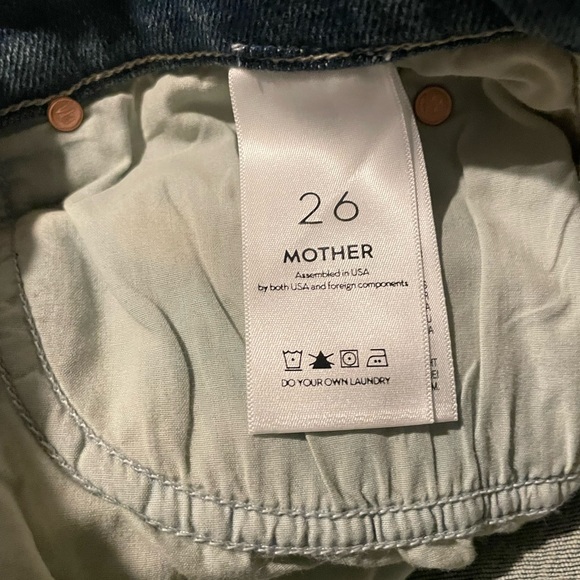 26
MOTHER
Assembled in USA
by both USA and foreign components
DO YOUR OWN LAUNDRY